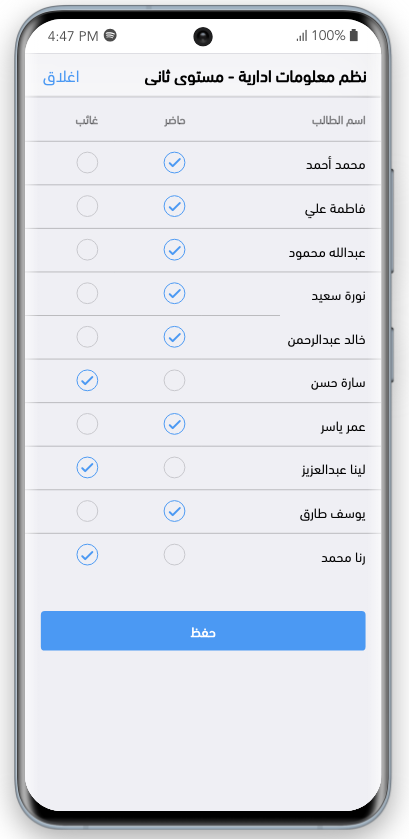 4:47 PM 100%
نظم معلومات ادارية - مستوى ثانى اغلاق
اسم الطالب حاضر غائب
محمد أحمد
فاطمة علي
عبدالله محمود
نورة سعيد
خالد عبدالرحمن
سارة حسن
عمر ياسر
لينا عبدالعزيز
يوسف طارق
رنا محمد
حفظ